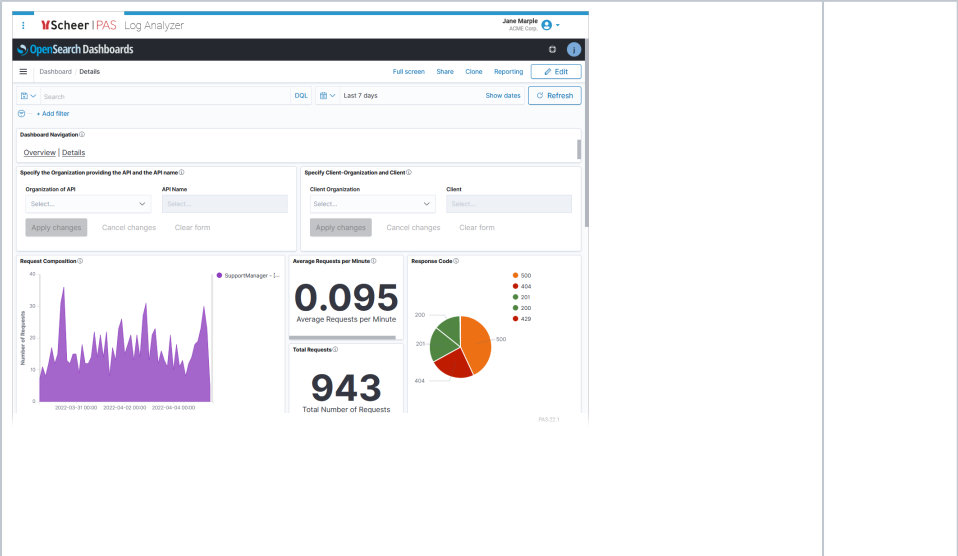 Scheer | PAS Log Analyzer
Jane Marple
ACME Corp.
OpenSearch Dashboards
j
Dashboard / Details
Full screen Share Clone Reporting Edit
Search
DQL
Last 7 days
Show dates
Refresh
+ Add filter
Dashboard Navigation
Overview | Details
Specify the Organization providing the API and the API name
Organization of API API Name
Select... Select...
Apply changes Cancel changes Clear form
Specify Client-Organization and Client
Client Organization Client
Select... Select...
Apply changes Cancel changes Clear form
Request Composition
Number of Requests
40
30
20
10
0
2022-03-31 00:00 2022-04-02 00:00 2022-04-04 00:00
SupportManager - 1...
Average Requests per Minute
0.095
Average Requests per Minute
Total Requests
943
Total Number of Requests
Response Code
500
404
201
200
429
200
201
404
500
PAS 22.1